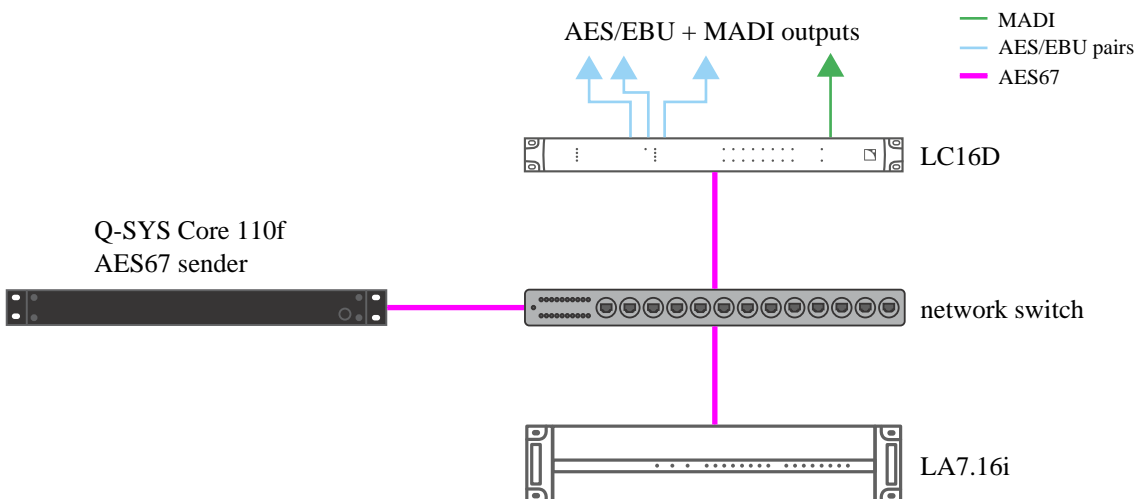 AES/EBU + MADI outputs
MADI
AES/EBU pairs
AES67
LC16D
Q-SYS Core 110f
AES67 sender
network switch
LA7.16i